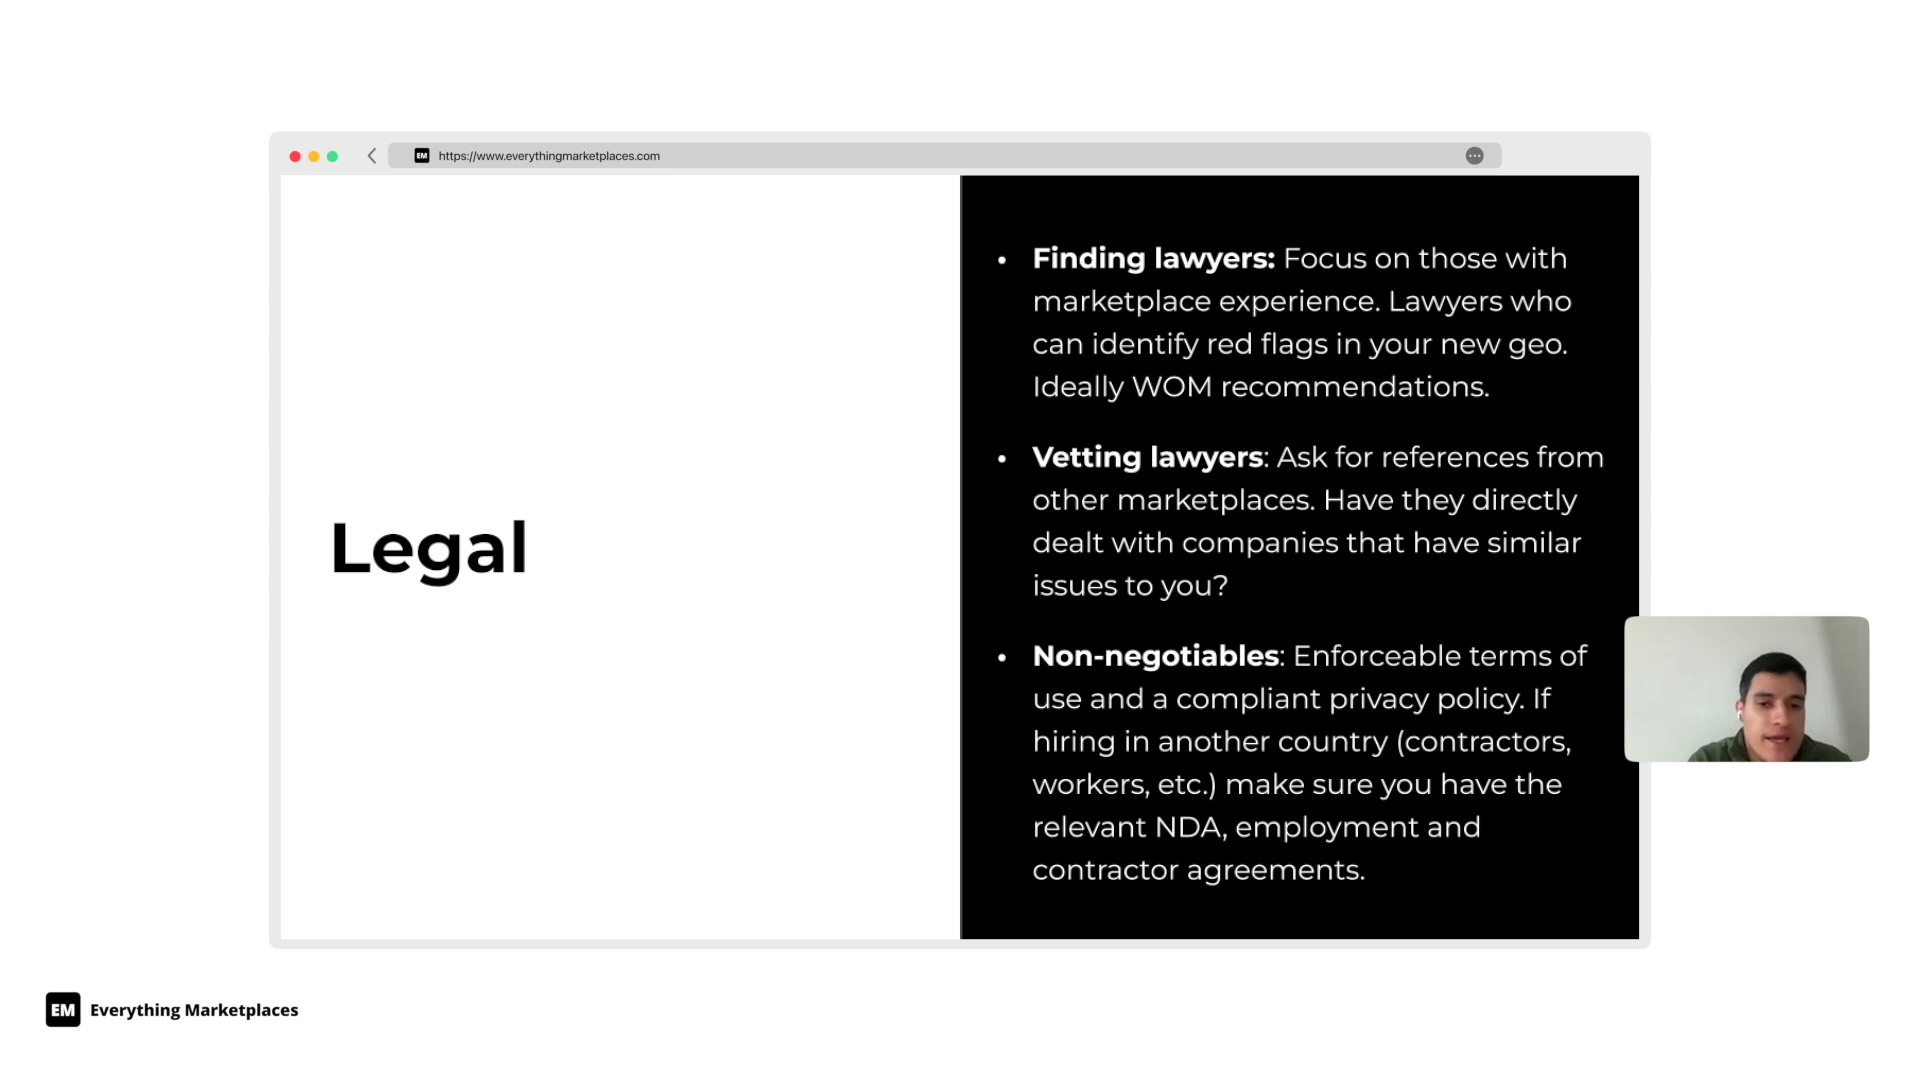 EM
https://www.everythingmarketplaces.com
Legal
• Finding lawyers: Focus on those with
marketplace experience. Lawyers who
can identify red flags in your new geo.
Ideally WOM recommendations.
• Vetting lawyers: Ask for references from
other marketplaces. Have they directly
dealt with companies that have similar
issues to you?
• Non-negotiables: Enforceable terms of
use and a compliant privacy policy. If
hiring in another country (contractors,
workers, etc.) make sure you have the
relevant NDA, employment and
contractor agreements.
EM Everything Marketplaces